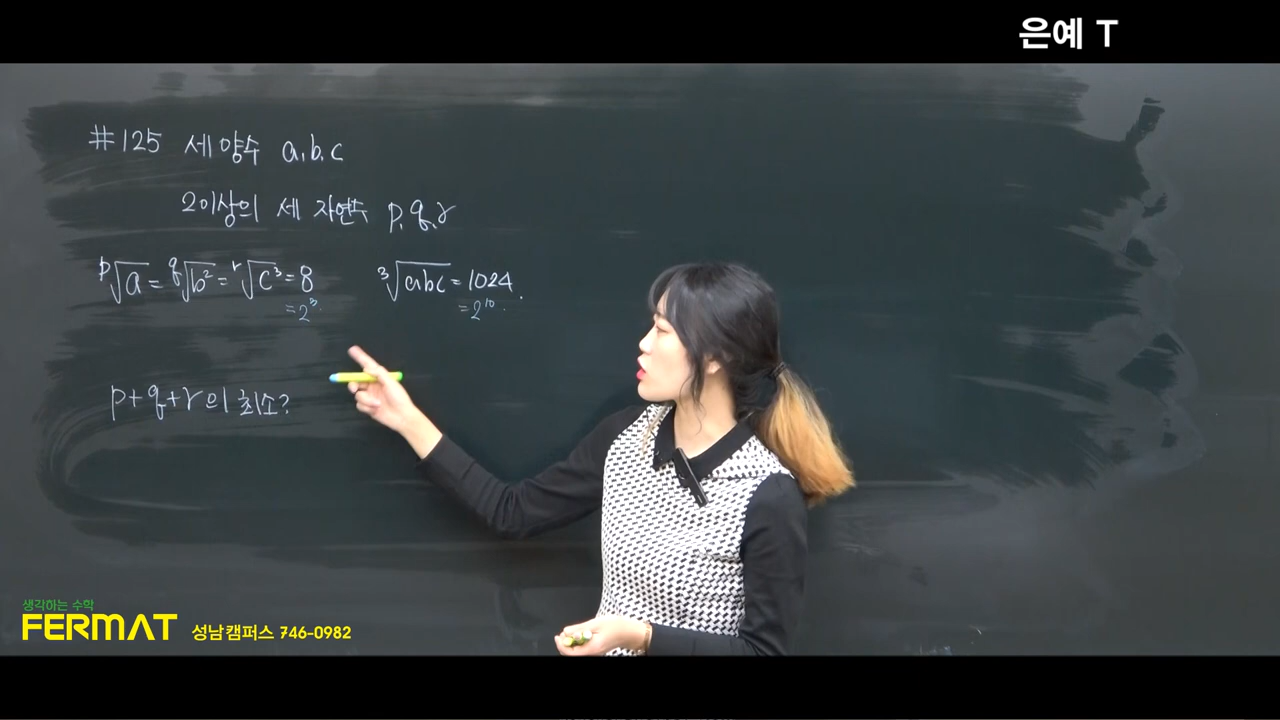 은예 T
#125 세 양수 a, b, c
2이상의 세 자연수 p, q, r
ᵖ√a = ᑫ√b² = ʳ√c³ = 8 ³√abc = 1024.
= 2³. = 2¹⁰.
p+q+r의 최소?
생각하는 수학
FERMAT 성남캠퍼스 746-0982